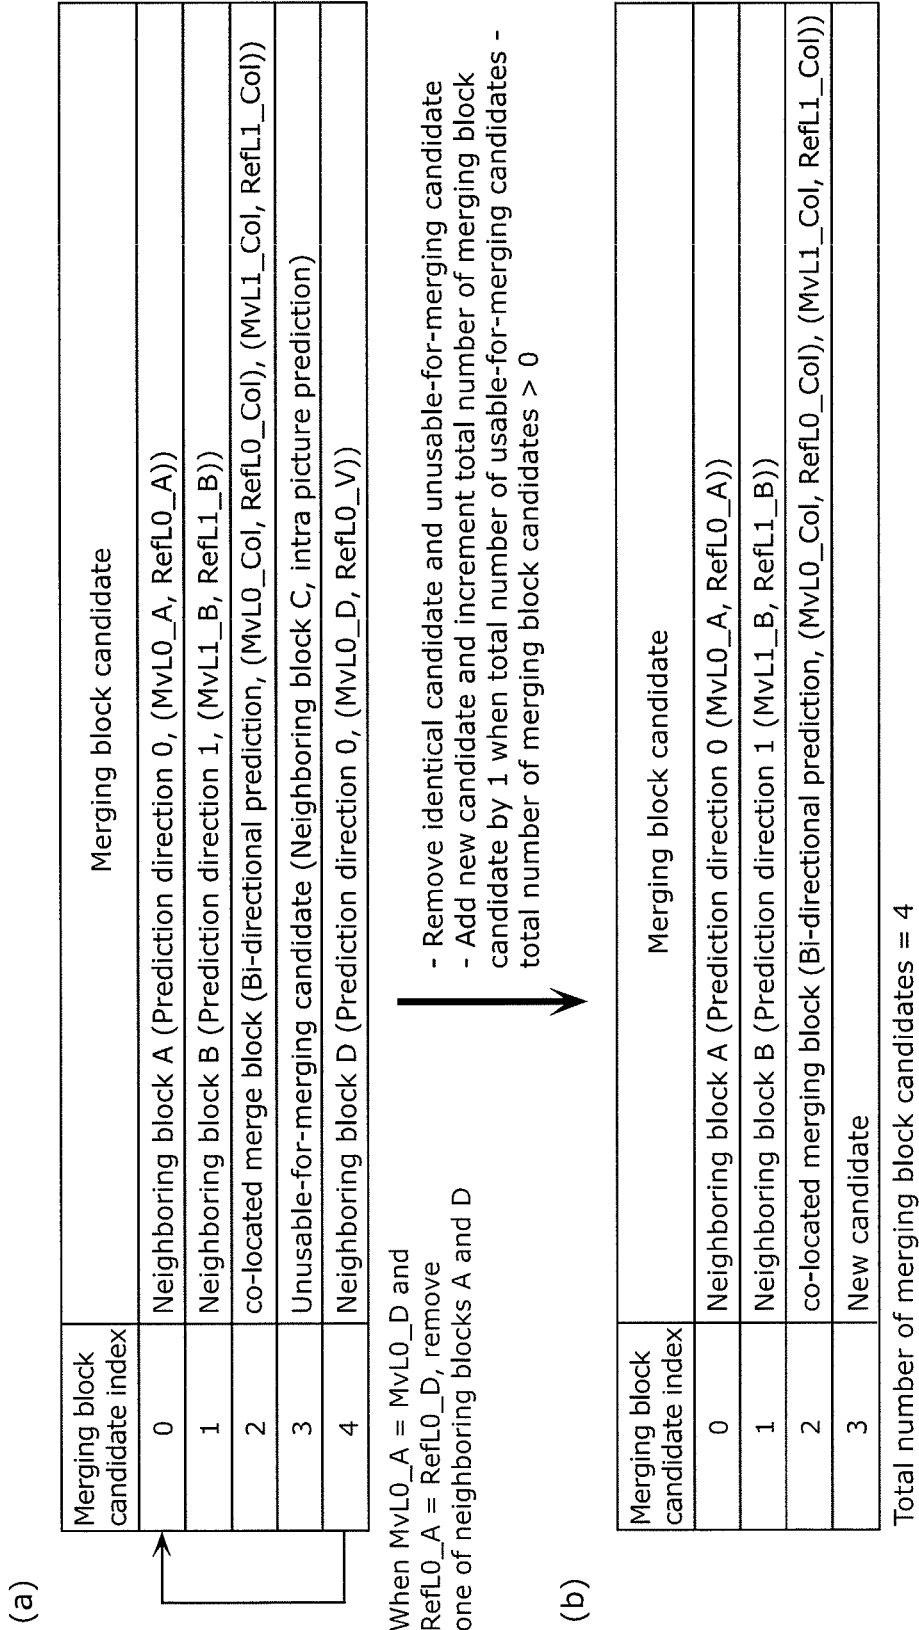 (a)
Merging block
candidate index
Merging block candidate
0
Neighboring block A (Prediction direction 0, (MvL0_A, RefL0_A))
1
Neighboring block B (Prediction direction 1, (MvL1_B, RefL1_B))
2
co-located merge block (Bi-directional prediction, (MvL0_Col, RefL0_Col), (MvL1_Col, RefL1_Col))
3
Unusable-for-merging candidate (Neighboring block C, intra picture prediction)
4
Neighboring block D (Prediction direction 0, (MvL0_D, RefL0_V))
When MvL0_A = MvL0_D and
RefL0_A = RefL0_D, remove
one of neighboring blocks A and D
- Remove identical candidate and unusable-for-merging candidate
- Add new candidate and increment total number of merging block
candidate by 1 when total number of usable-for-merging candidates -
total number of merging block candidates > 0
(b)
Merging block
candidate index
Merging block candidate
0
Neighboring block A (Prediction direction 0 (MvL0_A, RefL0_A))
1
Neighboring block B (Prediction direction 1 (MvL1_B, RefL1_B))
2
co-located merging block (Bi-directional prediction, (MvL0_Col, RefL0_Col), (MvL1_Col, RefL1_Col))
3
New candidate
Total number of merging block candidates = 4